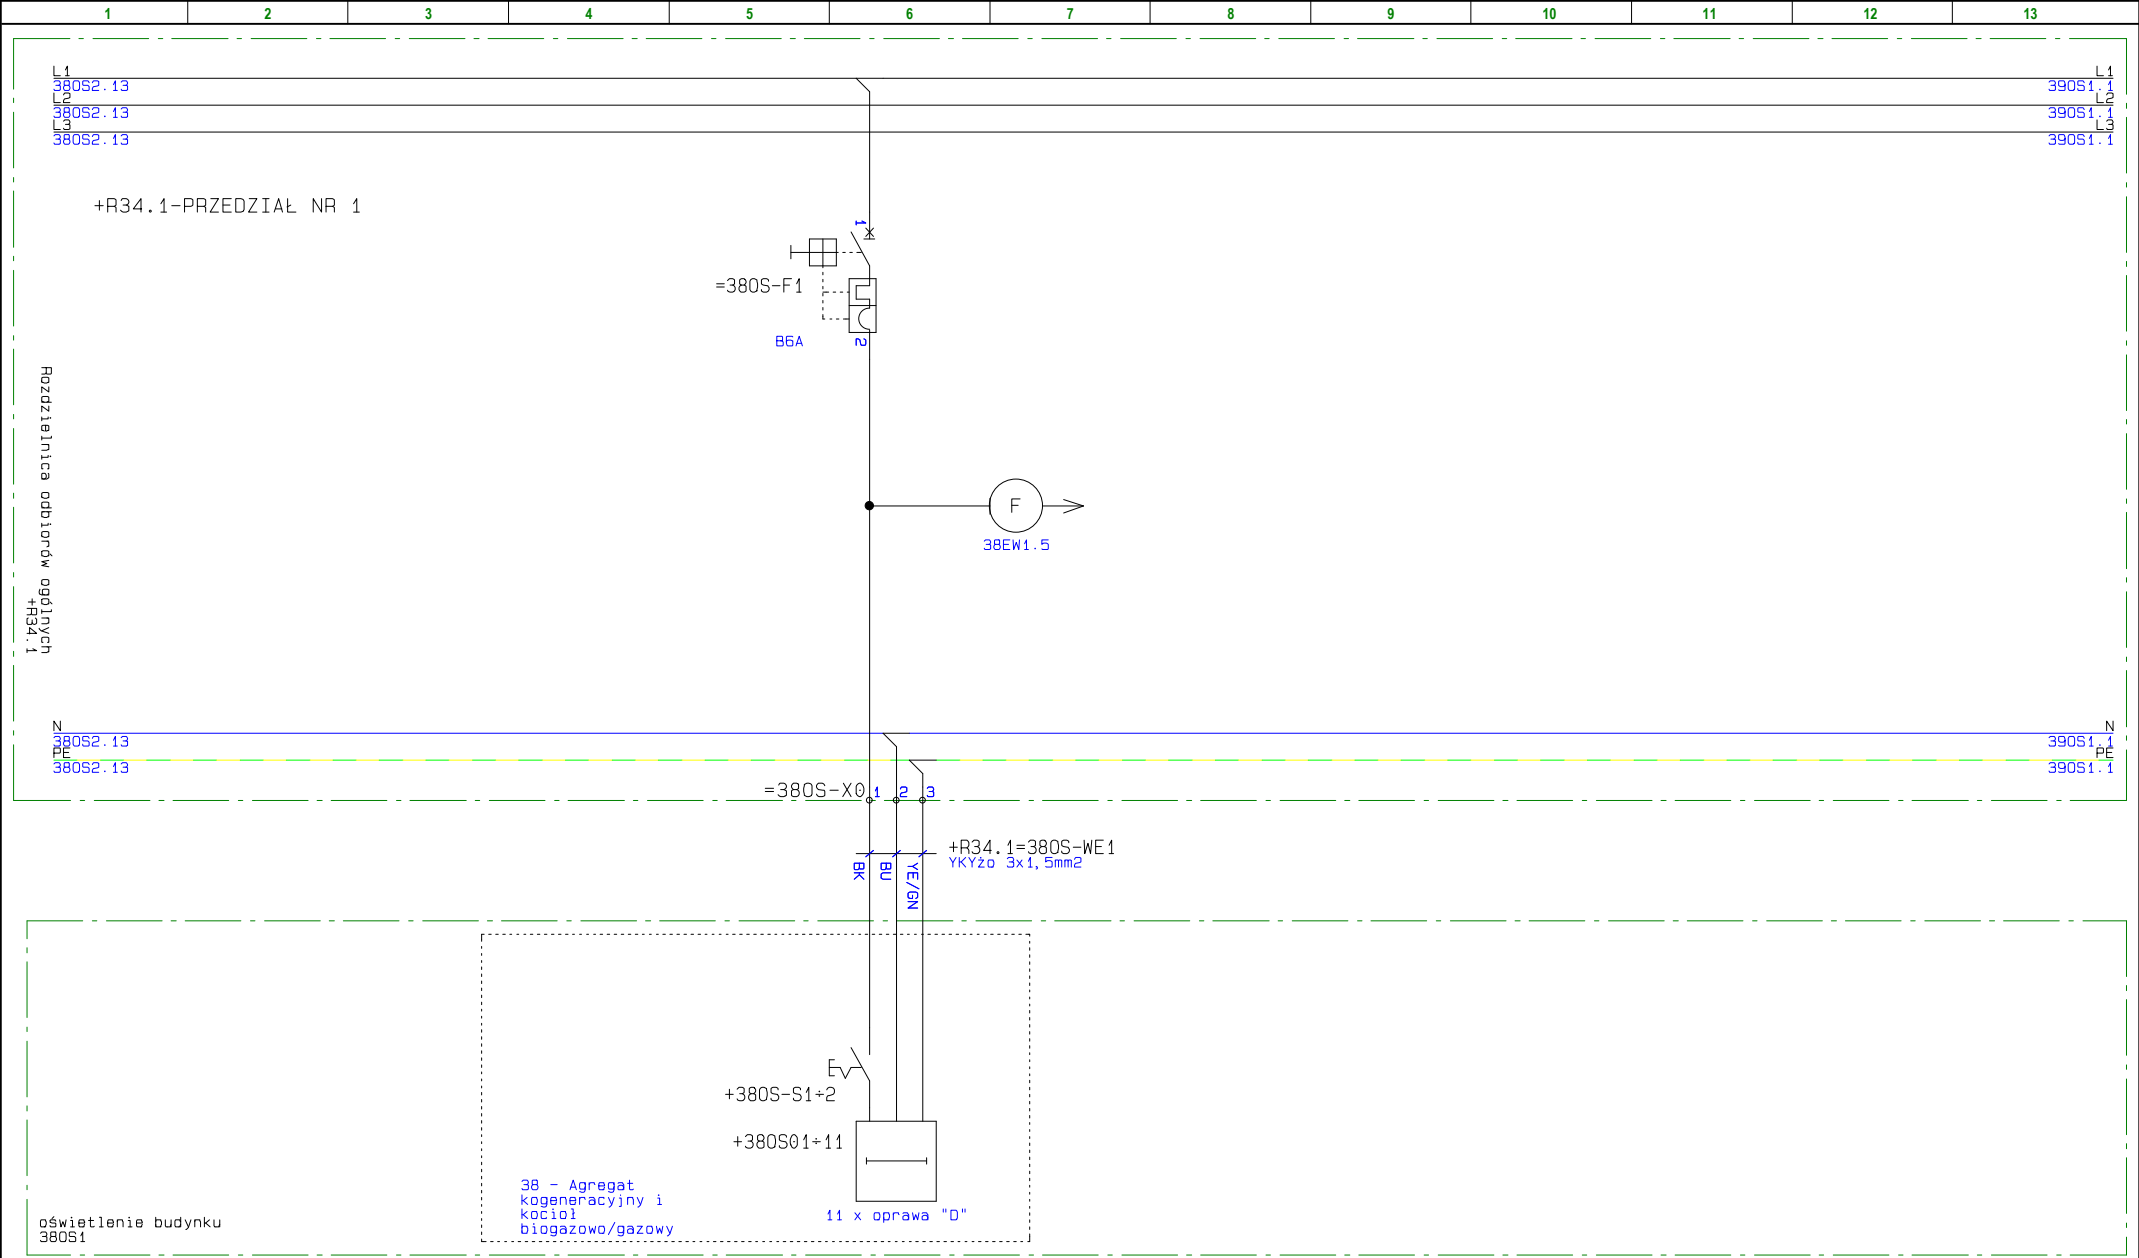 1 2 3 4 5 6 7 8 9 10 11 12 13
L1 L1
380S2.13 390S1.1
L2 L2
380S2.13 390S1.1
L3 L3
380S2.13 390S1.1
+R34.1-PRZEDZIAŁ NR 1
1
=380S-F1
B6A
2
Rozdzielnica odbiorów ogólnych
+R34.1
F
38EW1.5
N N
380S2.13 390S1.1
PE PE
380S2.13 390S1.1
=380S-X0 1 2 3
+R34.1=380S-WE1
YKYżo 3x1,5mm2
BK BU YE/GN
+380S-S1÷2
+380S01÷11
38 - Agregat
kogeneracyjny i
kocioł
biogazowo/gazowy
11 x oprawa "D"
oświetlenie budynku
380S1